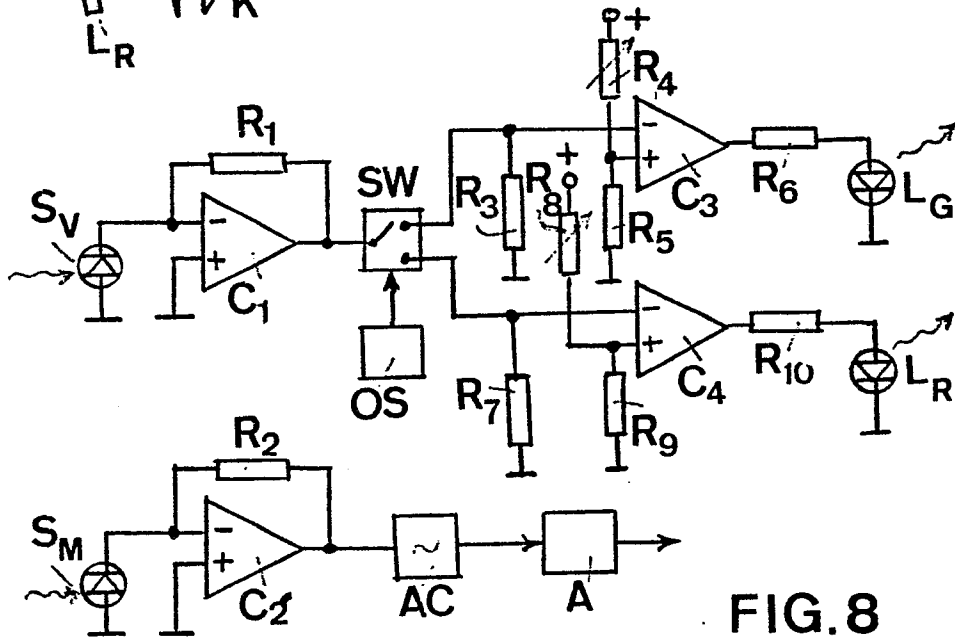 L_R
R_1
S_V
C_1
SW
OS
R_3
R_4
+
−
+
C_3
R_5
R_6
L_G
R_8
+
−
+
C_4
R_7
R_9
R_10
L_R
−
+
R_2
S_M
−
+
C_2
~
AC
A
FIG. 8